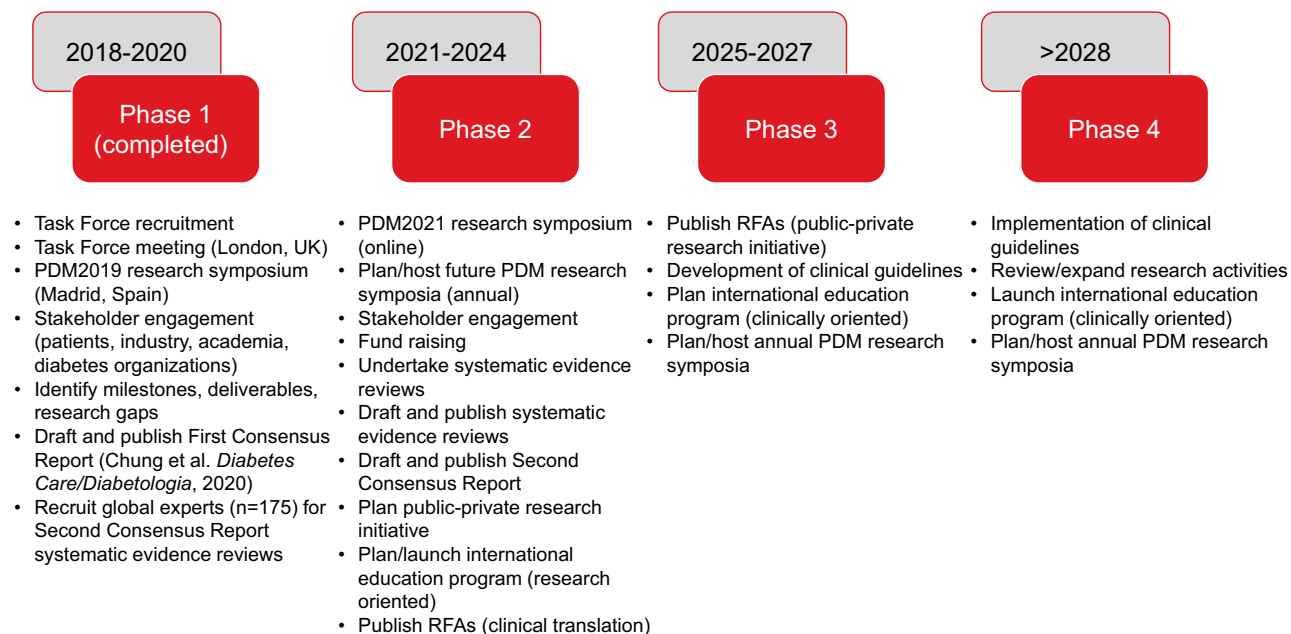 2018-2020
Phase 1
(completed)
• Task Force recruitment
• Task Force meeting (London, UK)
• PDM2019 research symposium
(Madrid, Spain)
• Stakeholder engagement
(patients, industry, academia,
diabetes organizations)
• Identify milestones, deliverables,
research gaps
• Draft and publish First Consensus
Report (Chung et al. Diabetes
Care/Diabetologia, 2020)
• Recruit global experts (n=175) for
Second Consensus Report
systematic evidence reviews
2021-2024
Phase 2
• PDM2021 research symposium
(online)
• Plan/host future PDM research
symposia (annual)
• Stakeholder engagement
• Fund raising
• Undertake systematic evidence
reviews
• Draft and publish systematic
evidence reviews
• Draft and publish Second
Consensus Report
• Plan public-private research
initiative
• Plan/launch international
education program (research
oriented)
• Publish RFAs (clinical translation)
2025-2027
Phase 3
• Publish RFAs (public-private
research initiative)
• Development of clinical guidelines
• Plan international education
program (clinically oriented)
• Plan/host annual PDM research
symposia
>2028
Phase 4
• Implementation of clinical
guidelines
• Review/expand research activities
• Launch international education
program (clinically oriented)
• Plan/host annual PDM research
symposia